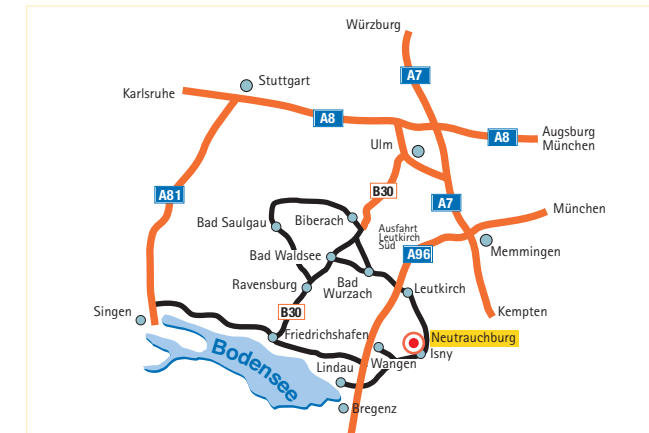 Würzburg
A7
Stuttgart
Karlsruhe
A8
A8
Augsburg
München
Ulm
B30
A81
A7
München
Biberach
Bad Saulgau
Ausfahrt
Leutkirch
Süd
A96
Memmingen
Bad Waldsee
Bad
Wurzach
Ravensburg
Leutkirch
B30
Singen
Kempten
Friedrichshafen
Neutrauchburg
Bodensee
Isny
Wangen
Lindau
Bregenz